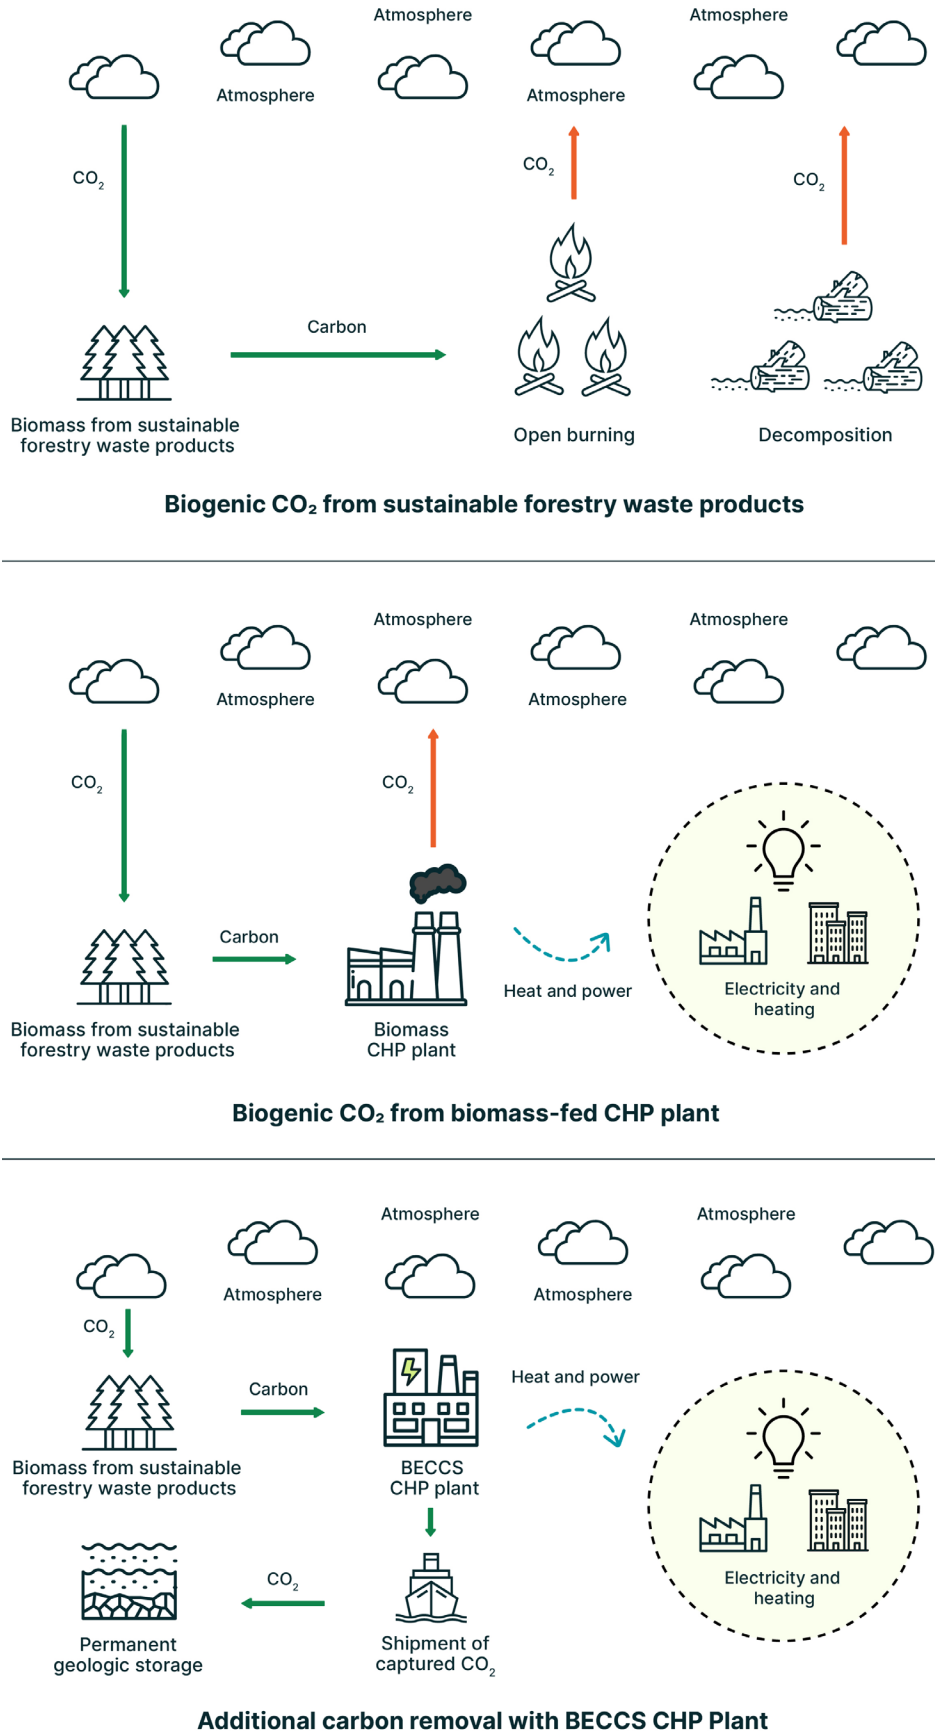 Atmosphere
Atmosphere
Atmosphere
Atmosphere
CO₂
CO₂
CO₂
Carbon
Biomass from sustainable
forestry waste products
Open burning
Decomposition
Biogenic CO₂ from sustainable forestry waste products
Atmosphere
Atmosphere
Atmosphere
Atmosphere
CO₂
CO₂
Carbon
Heat and power
Electricity and
heating
Biomass from sustainable
forestry waste products
Biomass
CHP plant
Biogenic CO₂ from biomass-fed CHP plant
Atmosphere
Atmosphere
Atmosphere
Atmosphere
CO₂
Carbon
Heat and power
Biomass from sustainable
forestry waste products
BECCS
CHP plant
Electricity and
heating
CO₂
Permanent
geologic storage
Shipment of
captured CO₂
Additional carbon removal with BECCS CHP Plant